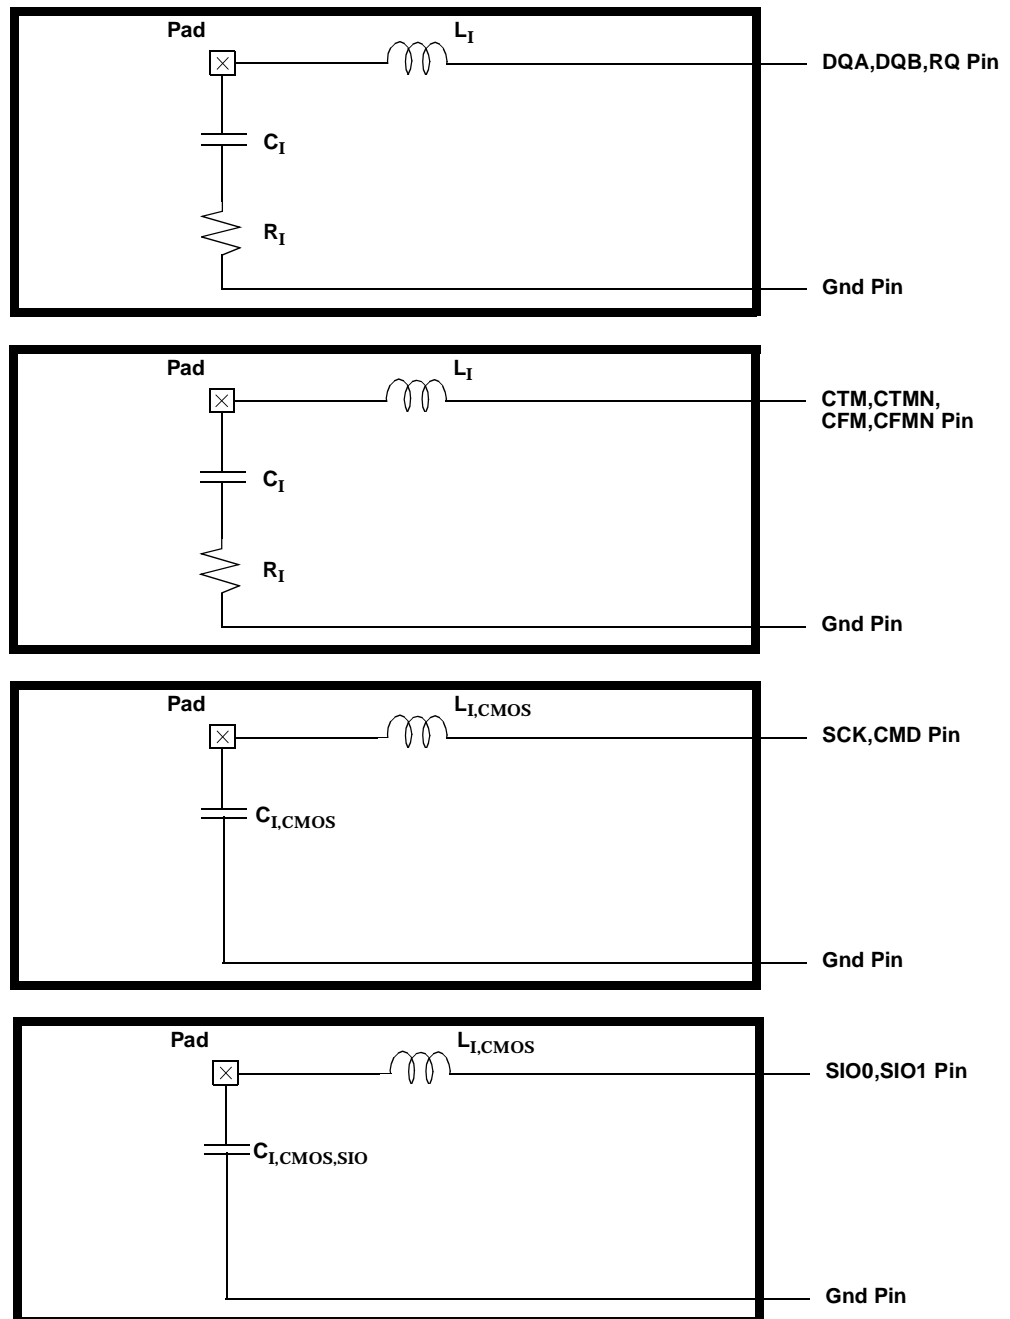 Pad
L_I
DQA,DQB,RQ Pin
C_I
R_I
Gnd Pin
Pad
L_I
CTM,CTMN,
CFM,CFMN Pin
C_I
R_I
Gnd Pin
Pad
L_I,CMOS
SCK,CMD Pin
C_I,CMOS
Gnd Pin
Pad
L_I,CMOS
SIO0,SIO1 Pin
C_I,CMOS,SIO
Gnd Pin